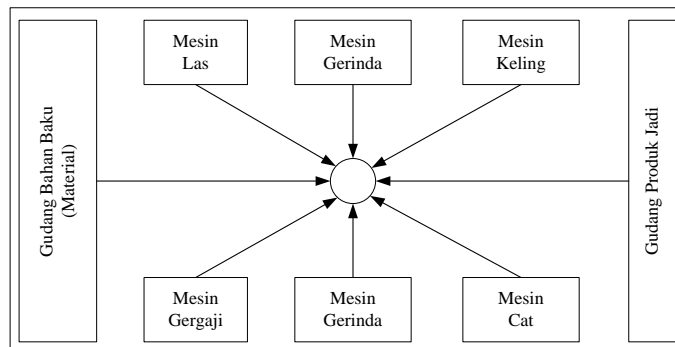 Gudang Bahan Baku
(Material)
Mesin
Las
Mesin
Gerinda
Mesin
Keling
Mesin
Gergaji
Mesin
Gerinda
Mesin
Cat
Gudang Produk Jadi